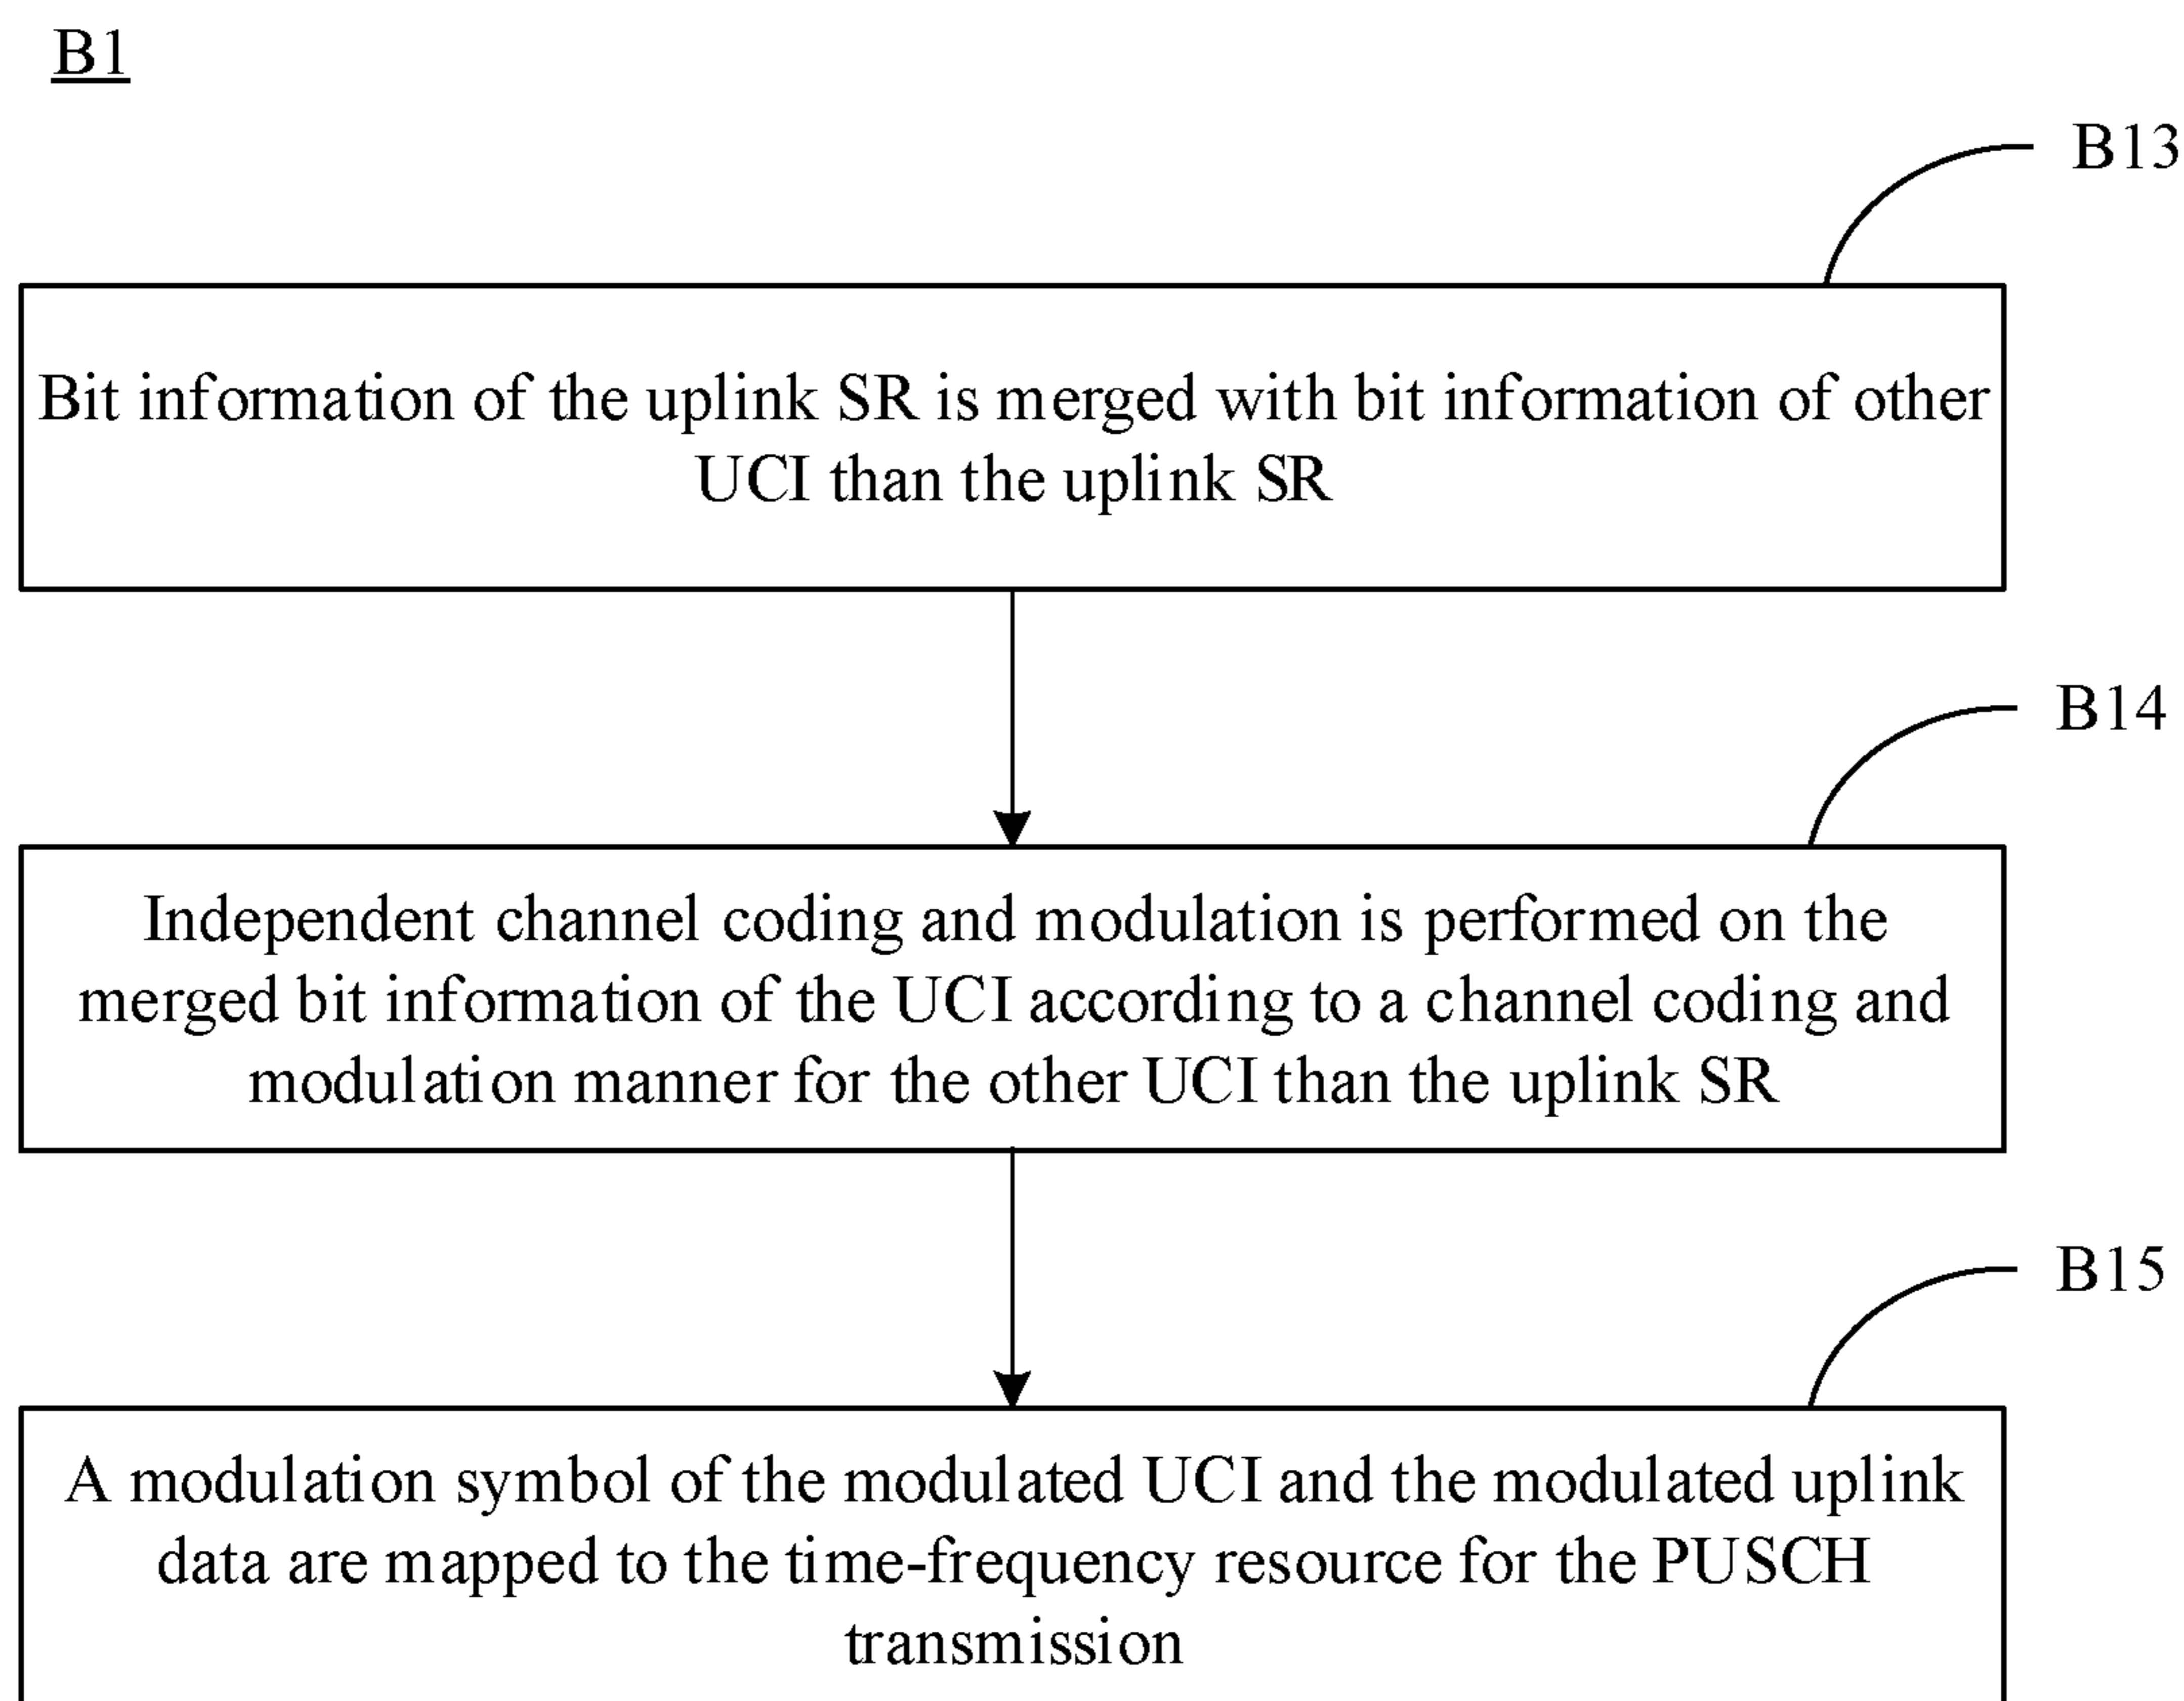 B1
B13
Bit information of the uplink SR is merged with bit information of other
UCI than the uplink SR
B14
Independent channel coding and modulation is performed on the
merged bit information of the UCI according to a channel coding and
modulation manner for the other UCI than the uplink SR
B15
A modulation symbol of the modulated UCI and the modulated uplink
data are mapped to the time-frequency resource for the PUSCH
transmission